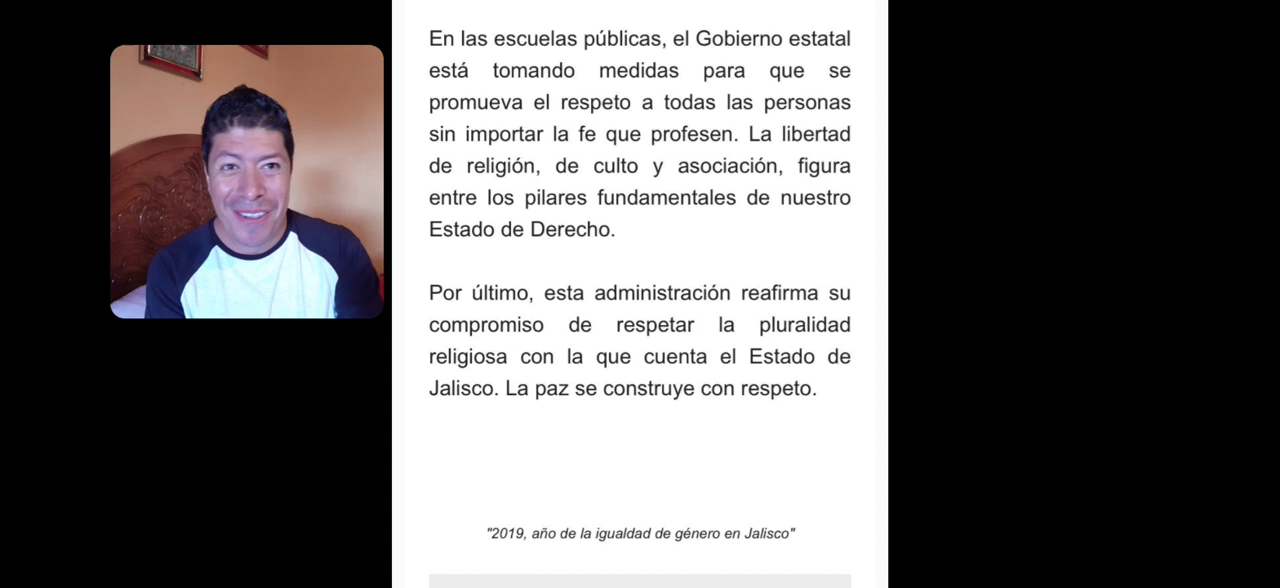 En las escuelas públicas, el Gobierno estatal
está tomando medidas para que se
promueva el respeto a todas las personas
sin importar la fe que profesen. La libertad
de religión, de culto y asociación, figura
entre los pilares fundamentales de nuestro
Estado de Derecho.
Por último, esta administración reafirma su
compromiso de respetar la pluralidad
religiosa con la que cuenta el Estado de
Jalisco. La paz se construye con respeto.
"2019, año de la igualdad de género en Jalisco"